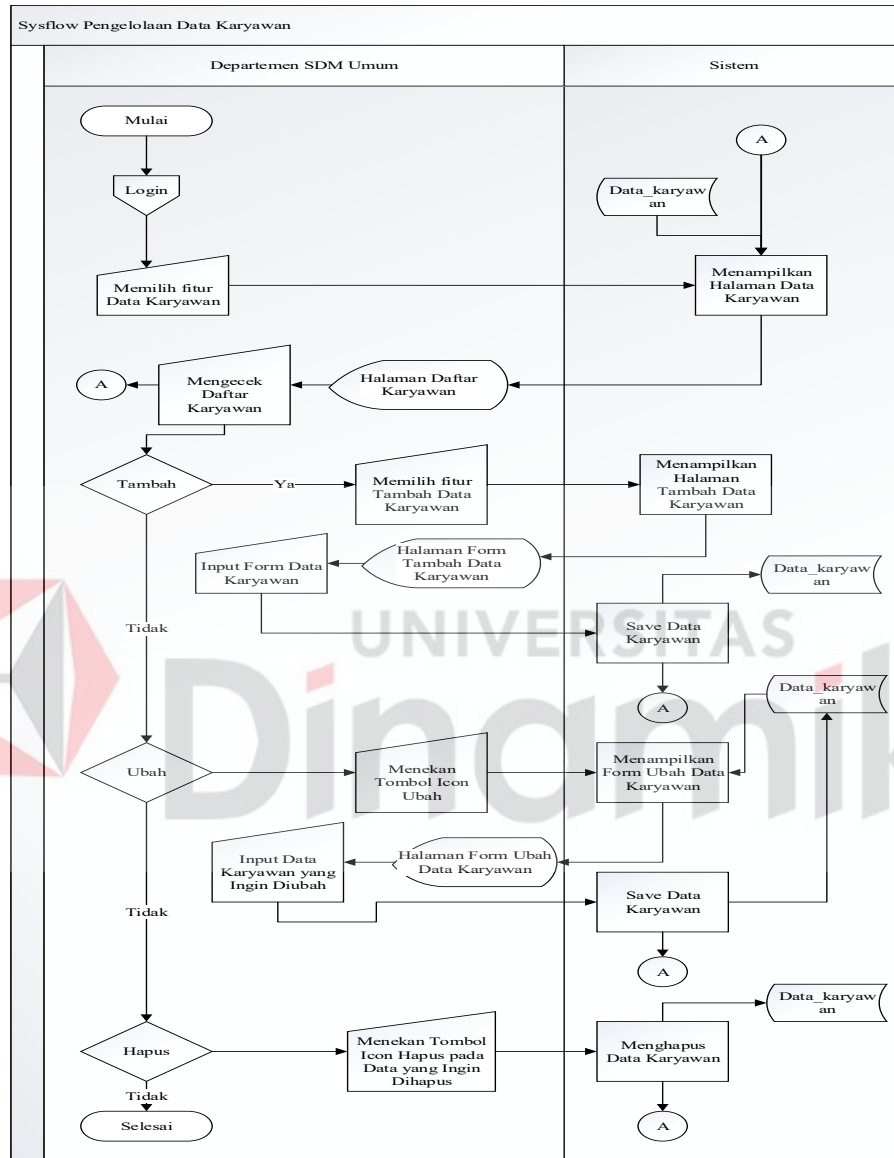 Sysflow Pengelolaan Data Karyawan
Departemen SDM Umum
Sistem
Mulai
A
Login
Data_karyaw
an
Memilih fitur
Data Karyawan
Menampilkan
Halaman Data
Karyawan
A
Mengecek
Daftar
Karyawan
Halaman Daftar
Karyawan
Tambah
Ya
Memilih fitur
Tambah Data
Karyawan
Menampilkan
Halaman
Tambah Data
Karyawan
Input Form Data
Karyawan
Halaman Form
Tambah Data
Karyawan
Data_karyaw
an
Tidak
Save Data
Karyawan
UNIVERSITAS
Dinamik
A
Data_karyaw
an
Ubah
Menekan
Tombol Icon
Ubah
Menampilkan
Form Ubah Data
Karyawan
Input Data
Karyawan yang
Ingin Diubah
Halaman Form Ubah
Data Karyawan
Tidak
Save Data
Karyawan
A
Data_karyaw
an
Hapus
Menekan Tombol
Icon Hapus pada
Data yang Ingin
Dihapus
Menghapus
Data Karyawan
Tidak
Selesai
A